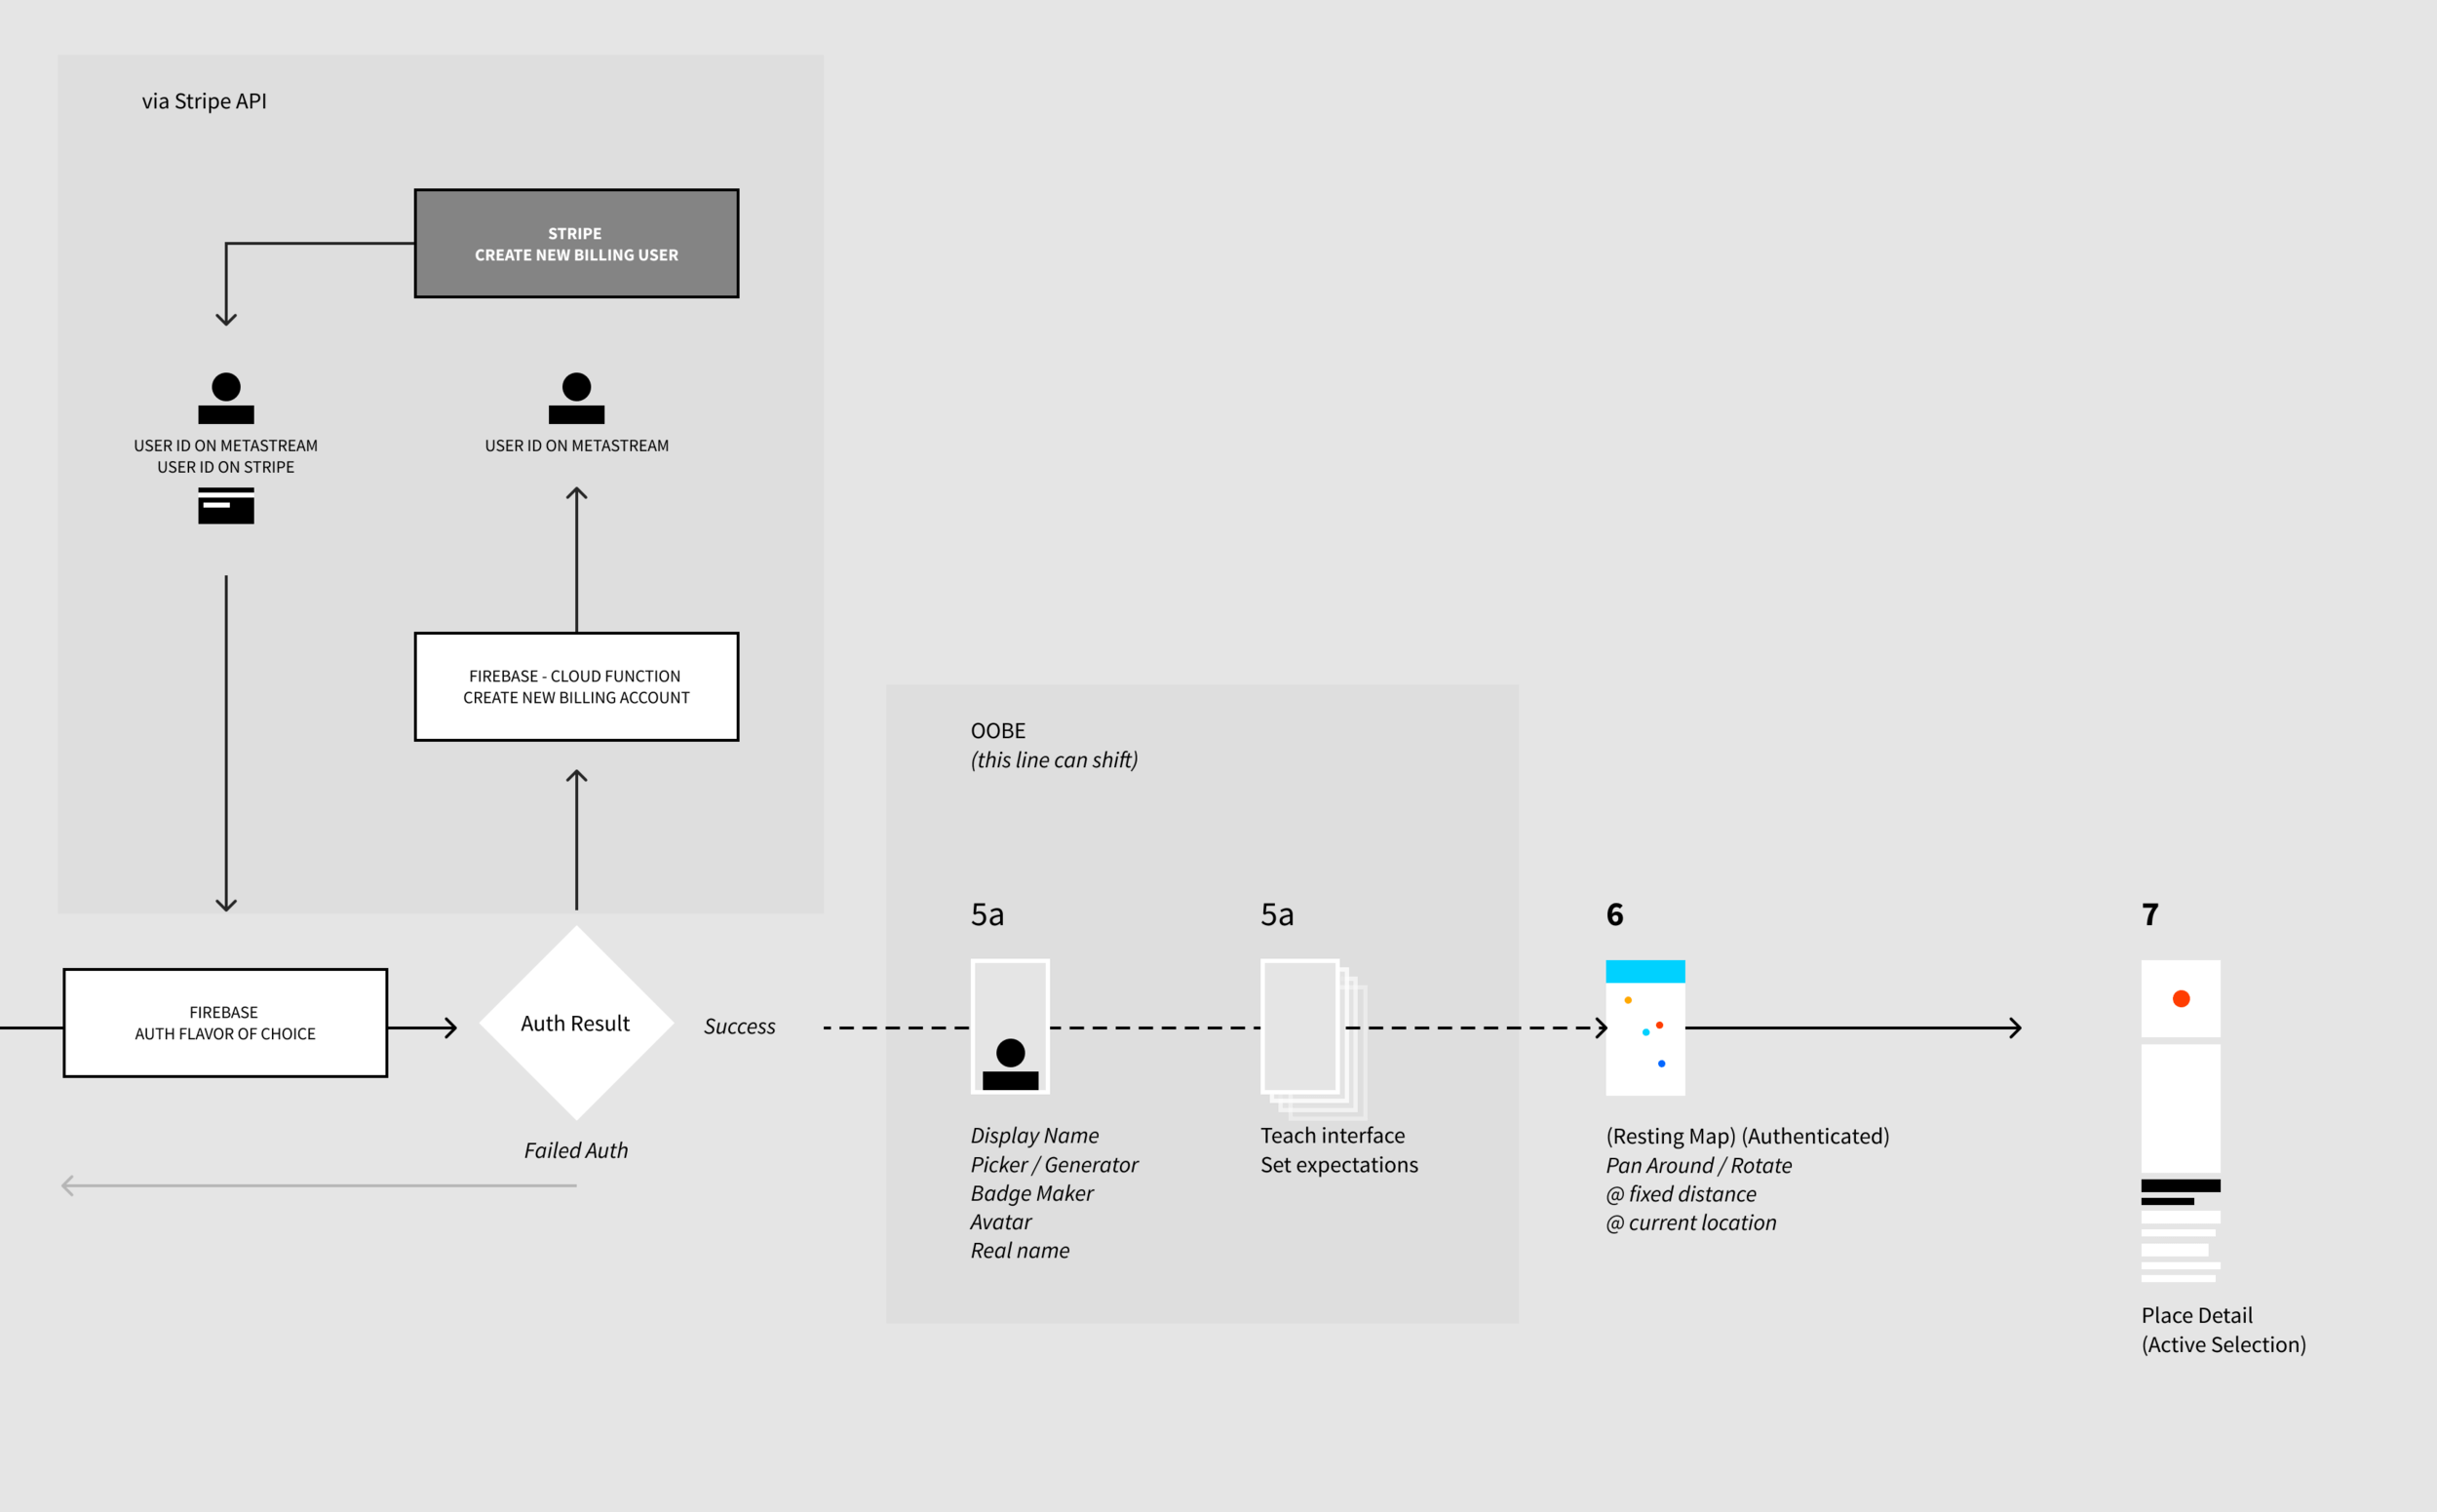 via Stripe API
STRIPE
CREATE NEW BILLING USER
USER ID ON METASTREAM
USER ID ON STRIPE
USER ID ON METASTREAM
FIREBASE - CLOUD FUNCTION
CREATE NEW BILLING ACCOUNT
FIREBASE
AUTH FLAVOR OF CHOICE
Auth Result
Success
Failed Auth
OOBE
(this line can shift)
5a
Display Name
Picker / Generator
Badge Maker
Avatar
Real name
5a
Teach interface
Set expectations
6
(Resting Map) (Authenticated)
Pan Around / Rotate
@ fixed distance
@ current location
7
Place Detail
(Active Selection)